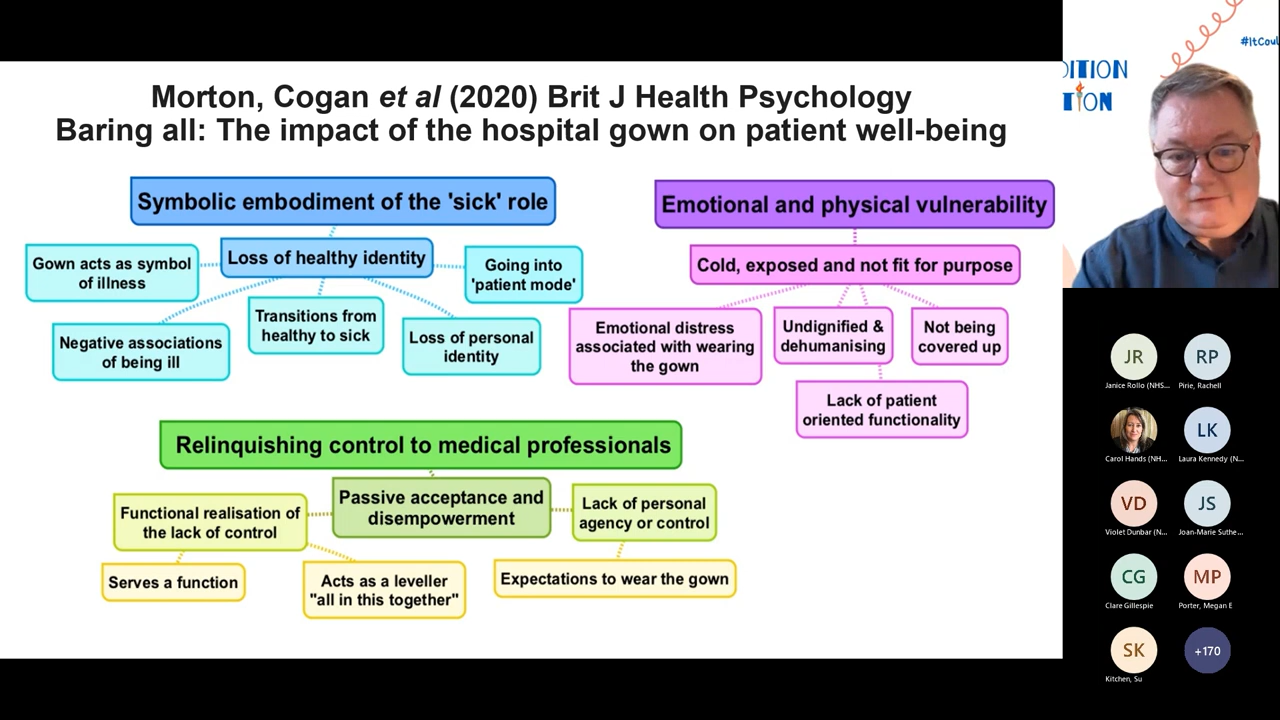 Morton, Cogan et al (2020) Brit J Health Psychology
Baring all: The impact of the hospital gown on patient well-being
Symbolic embodiment of the 'sick' role
Loss of healthy identity
Gown acts as symbol
of illness
Going into
'patient mode'
Negative associations
of being ill
Transitions from
healthy to sick
Loss of personal
identity
Emotional and physical vulnerability
Cold, exposed and not fit for purpose
Emotional distress
associated with wearing
the gown
Undignified &
dehumanising
Not being
covered up
Lack of patient
oriented functionality
Relinquishing control to medical professionals
Passive acceptance and
disempowerment
Functional realisation of
the lack of control
Lack of personal
agency or control
Serves a function
Acts as a leveller
"all in this together"
Expectations to wear the gown
#ItCoul
DITION
TION
JR
Janice Rollo (NHS...
RP
Pirie, Rachell
Carol Hands (NH...
LK
Laura Kennedy (N...
VD
Violet Dunbar (N...
JS
Joan-Marie Suthe...
CG
Clare Gillespie
MP
Porter, Megan E
SK
Kitchen, Su
+170